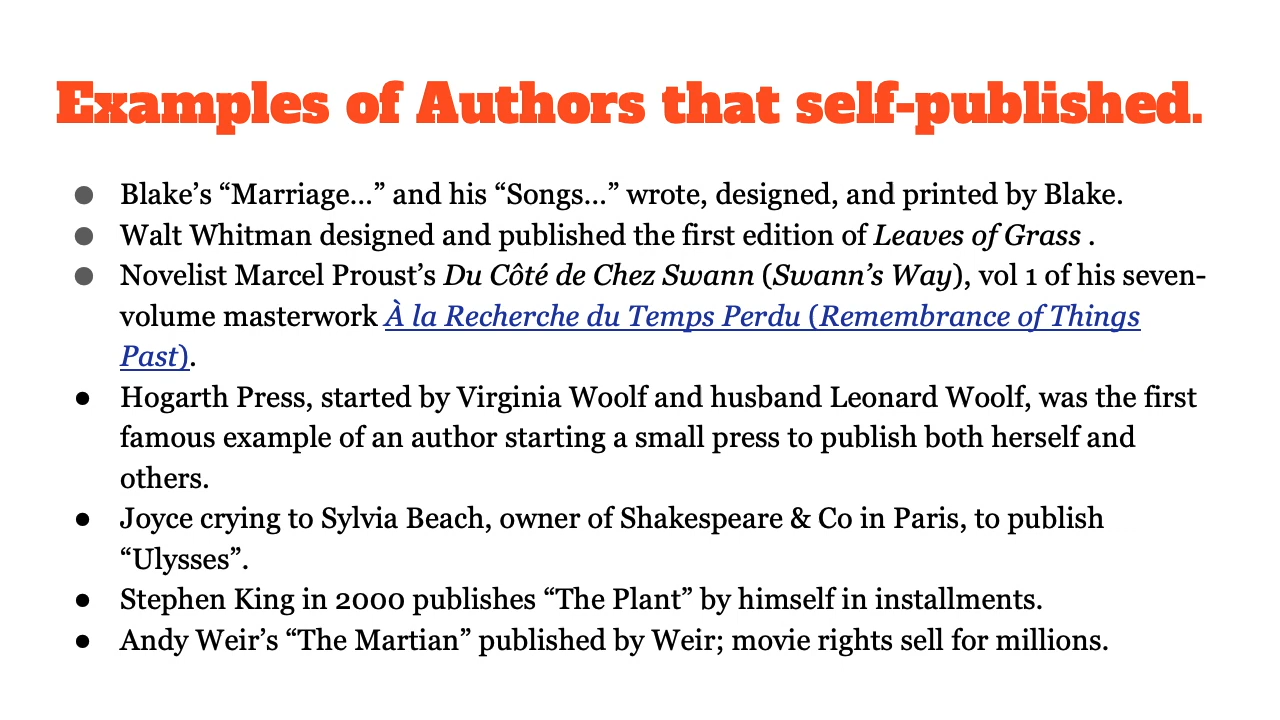 Examples of Authors that self-published.
● Blake’s “Marriage...” and his “Songs...” wrote, designed, and printed by Blake.
● Walt Whitman designed and published the first edition of Leaves of Grass .
● Novelist Marcel Proust’s Du Côté de Chez Swann (Swann’s Way), vol 1 of his seven-
volume masterwork À la Recherche du Temps Perdu (Remembrance of Things
Past).
● Hogarth Press, started by Virginia Woolf and husband Leonard Woolf, was the first
famous example of an author starting a small press to publish both herself and
others.
● Joyce crying to Sylvia Beach, owner of Shakespeare & Co in Paris, to publish
“Ulysses”.
● Stephen King in 2000 publishes “The Plant” by himself in installments.
● Andy Weir’s “The Martian” published by Weir; movie rights sell for millions.